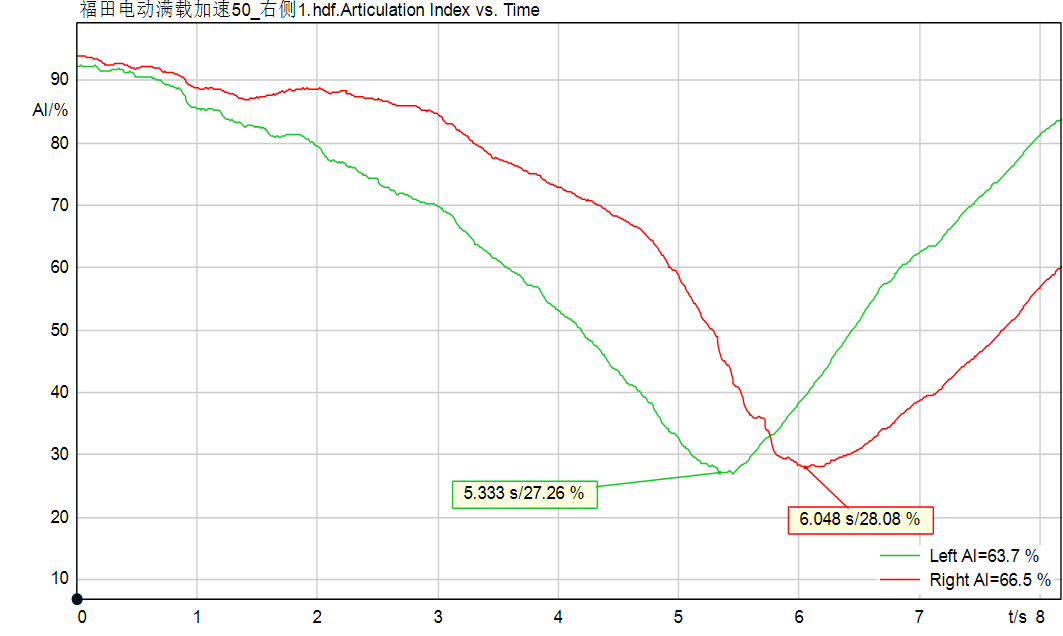 福田电动满载加速50_右侧1.hdf.Articulation Index vs. Time
90
AI/%
80
70
60
50
40
30
5.333 s/27.26 %
6.048 s/28.08 %
20
Left AI=63.7 %
10
Right AI=66.5 %
0 1 2 3 4 5 6 7 t/s 8